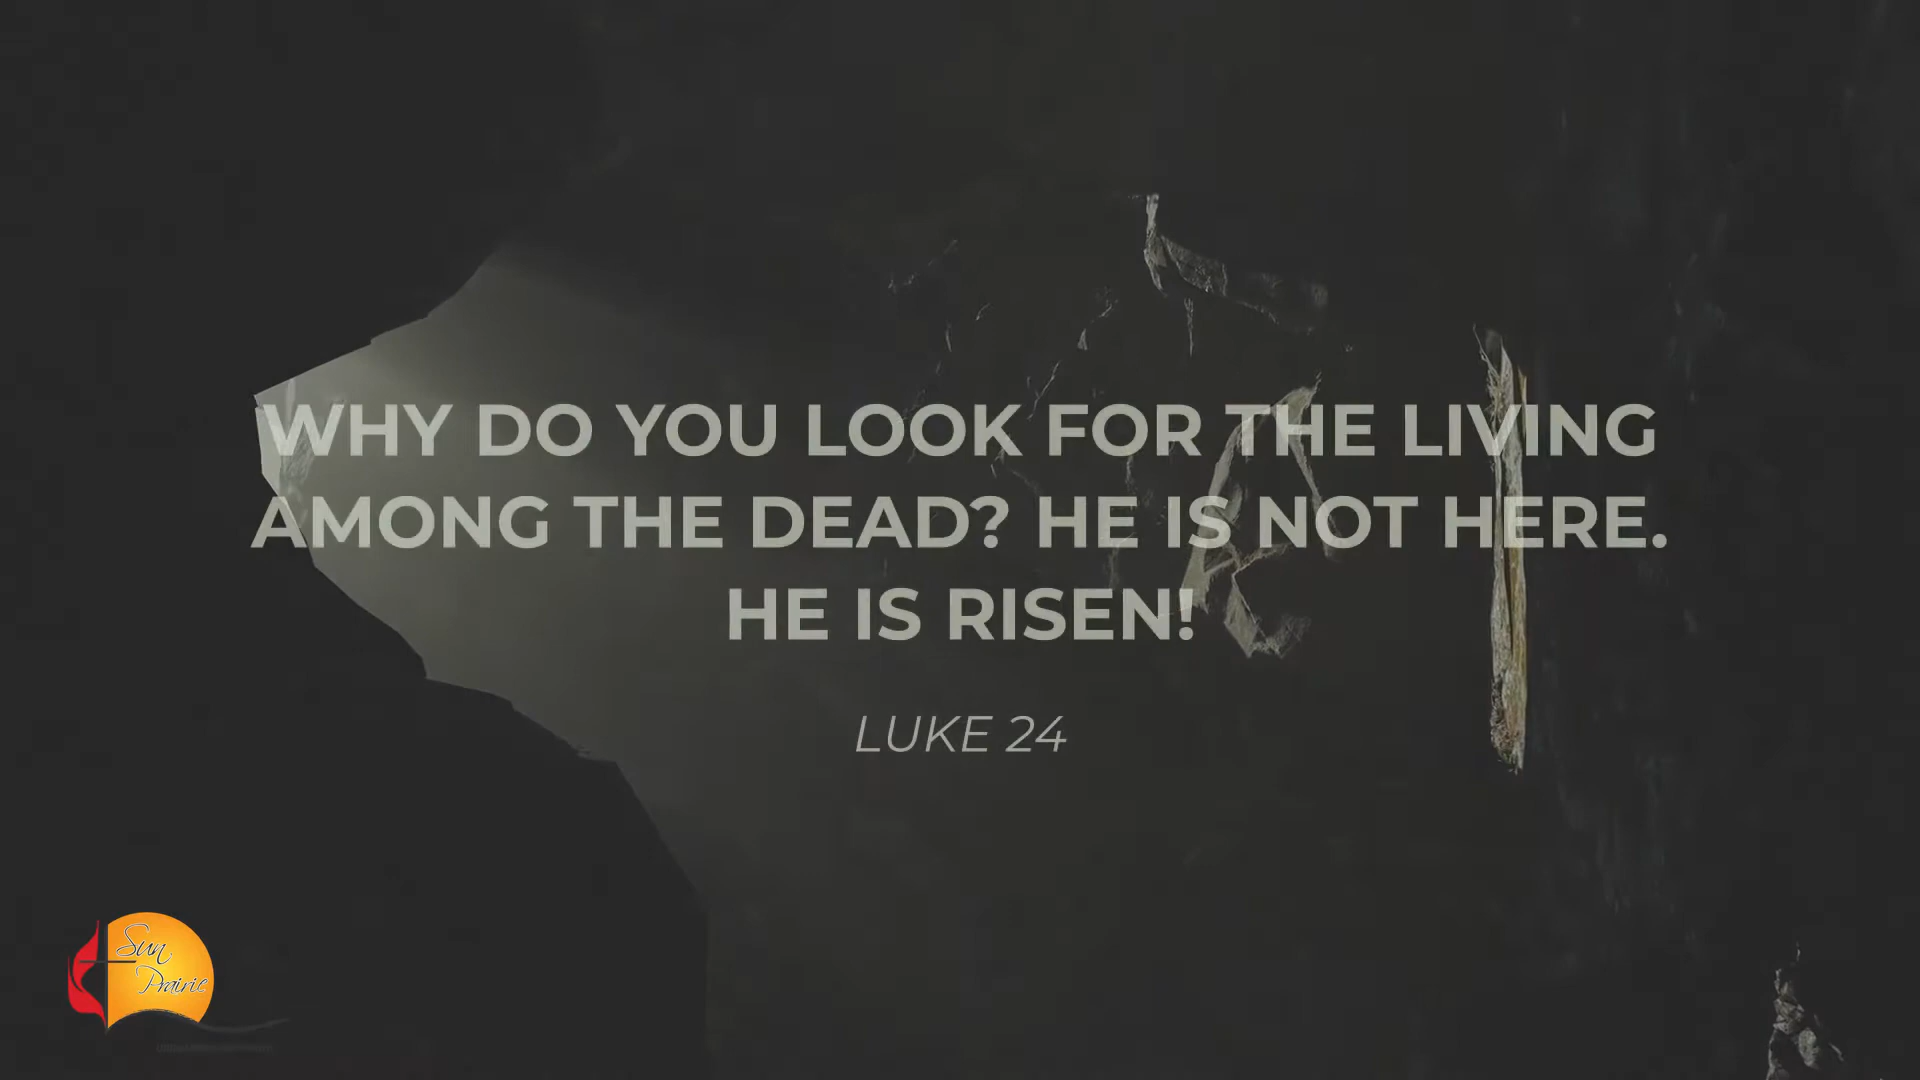 WHY DO YOU LOOK FOR THE LIVING
AMONG THE DEAD? HE IS NOT HERE.
HE IS RISEN!
LUKE 24
Sun
Prairie